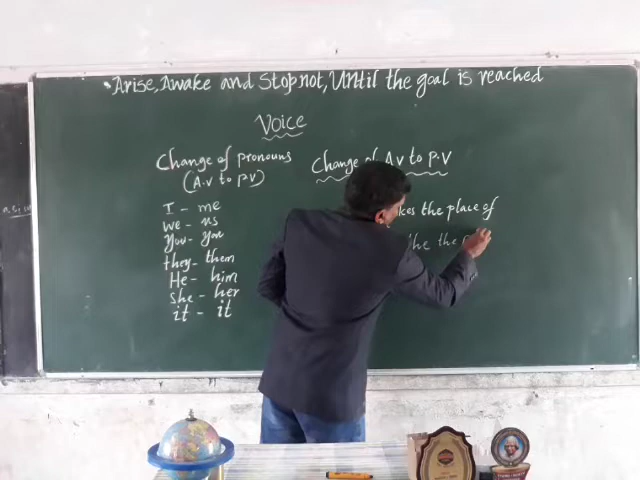 •Arise, Awake and Stop not, Until the goal is reached
Voice
Change of pronouns
(A.V to P.V)
I - me
we - us
You - you
they - them
He - him
she - her
it - it
Change of A.V to P.V
the place of
the the